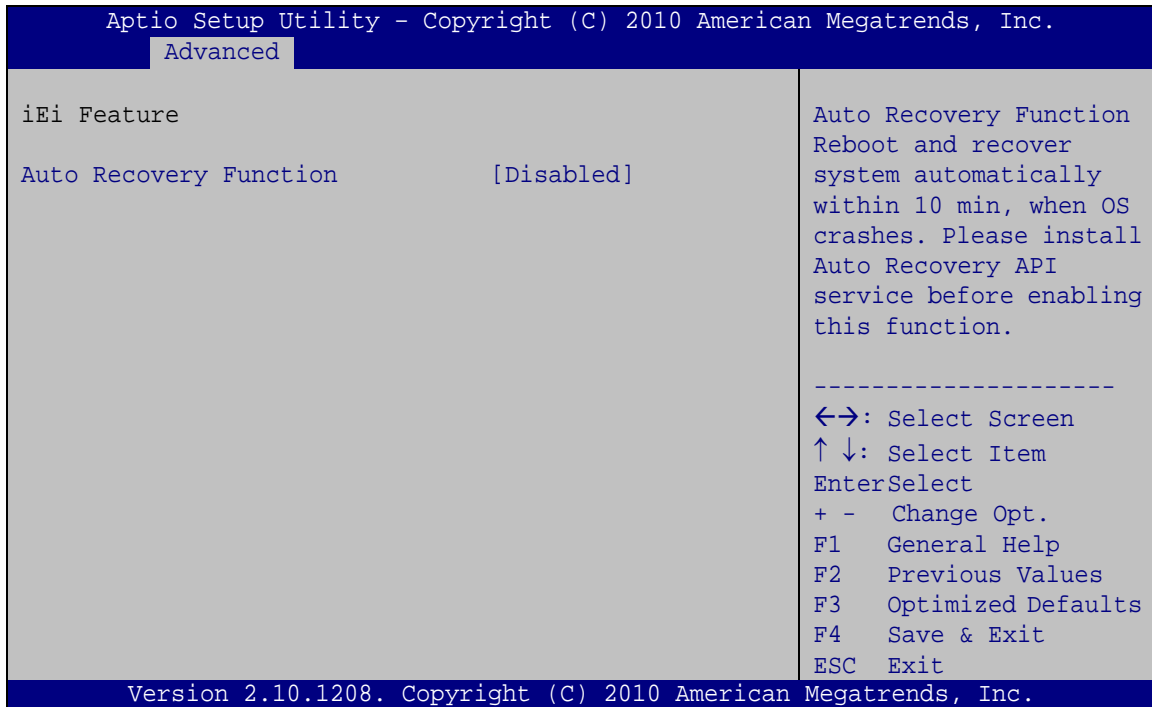 Aptio Setup Utility – Copyright (C) 2010 American Megatrends, Inc.
Advanced
iEi Feature
Auto Recovery Function [Disabled]
Auto Recovery Function
Reboot and recover
system automatically
within 10 min, when OS
crashes. Please install
Auto Recovery API
service before enabling
this function.
---------------------
←→: Select Screen
↑ ↓: Select Item
EnterSelect
+ - Change Opt.
F1 General Help
F2 Previous Values
F3 Optimized Defaults
F4 Save & Exit
ESC Exit
Version 2.10.1208. Copyright (C) 2010 American Megatrends, Inc.